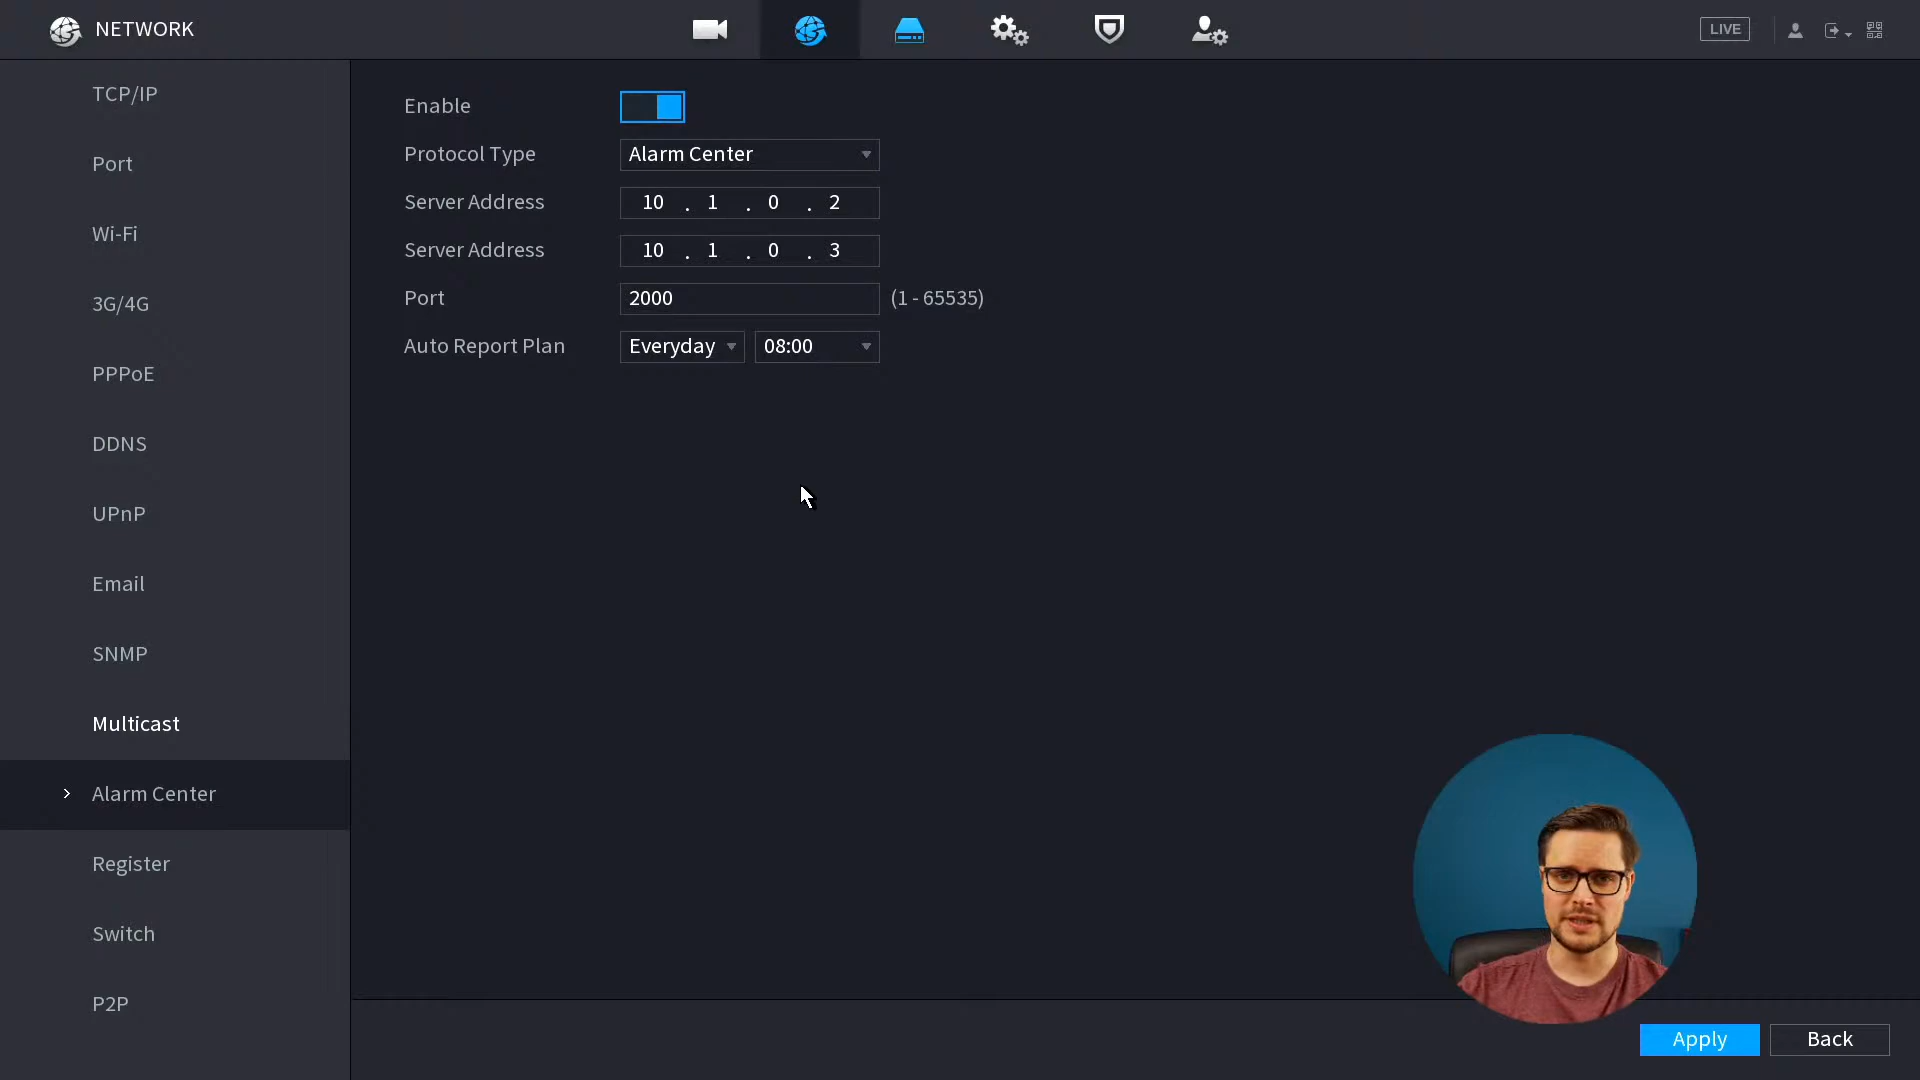 NETWORK
LIVE
TCP/IP
Port
Wi-Fi
3G/4G
PPPoE
DDNS
UPnP
Email
SNMP
Multicast
Alarm Center
Register
Switch
P2P
Enable
Protocol Type Alarm Center
Server Address 10 . 1 . 0 . 2
Server Address 10 . 1 . 0 . 3
Port 2000 (1 - 65535)
Auto Report Plan Everyday 08:00
Apply Back